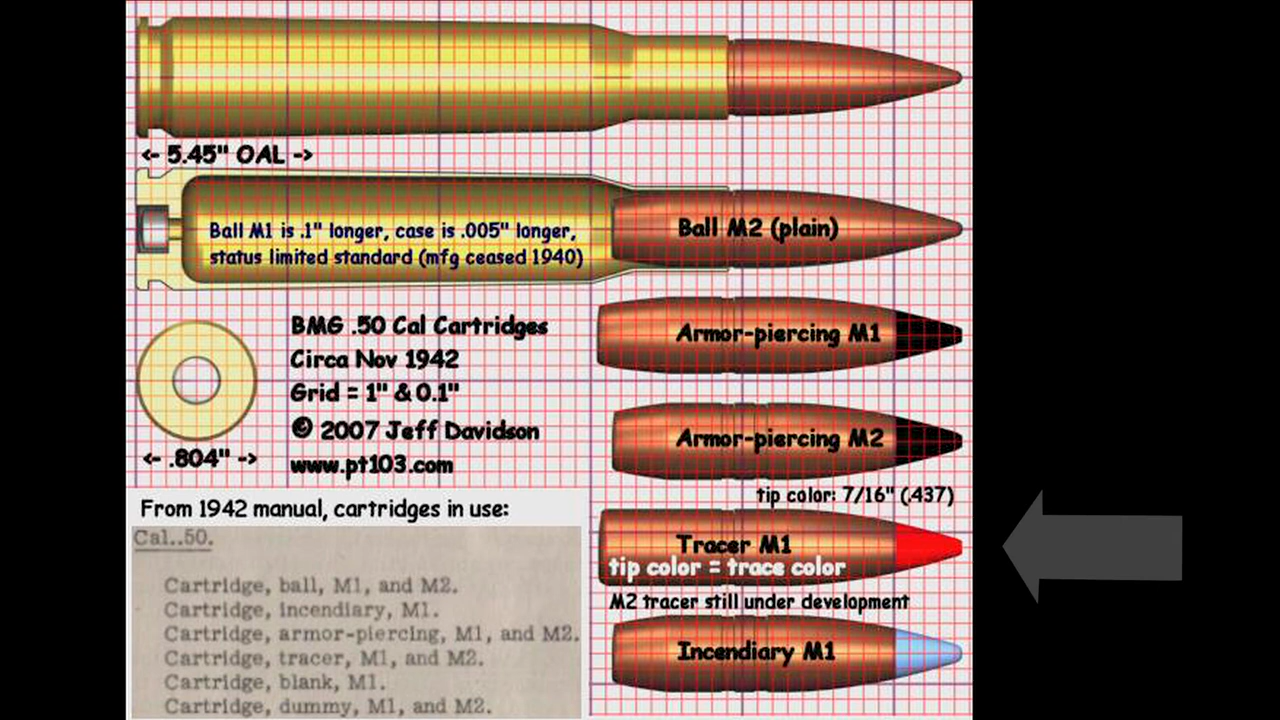 <- 5.45" OAL ->
Ball M1 is .1" longer, case is .005" longer,
status limited standard (mfg ceased 1940)
Ball M2 (plain)
BMG .50 Cal Cartridges
Circa Nov 1942
Grid = 1" & 0.1"
© 2007 Jeff Davidson
www.pt103.com
<- .804" ->
Armor-piercing M1
Armor-piercing M2
tip color: 7/16" (.437)
Tracer M1
tip color = trace color
M2 tracer still under development
Incendiary M1
From 1942 manual, cartridges in use:
Cal..50.
Cartridge, ball, M1, and M2.
Cartridge, incendiary, M1.
Cartridge, armor-piercing, M1, and M2.
Cartridge, tracer, M1, and M2.
Cartridge, blank, M1.
Cartridge, dummy, M1, and M2.